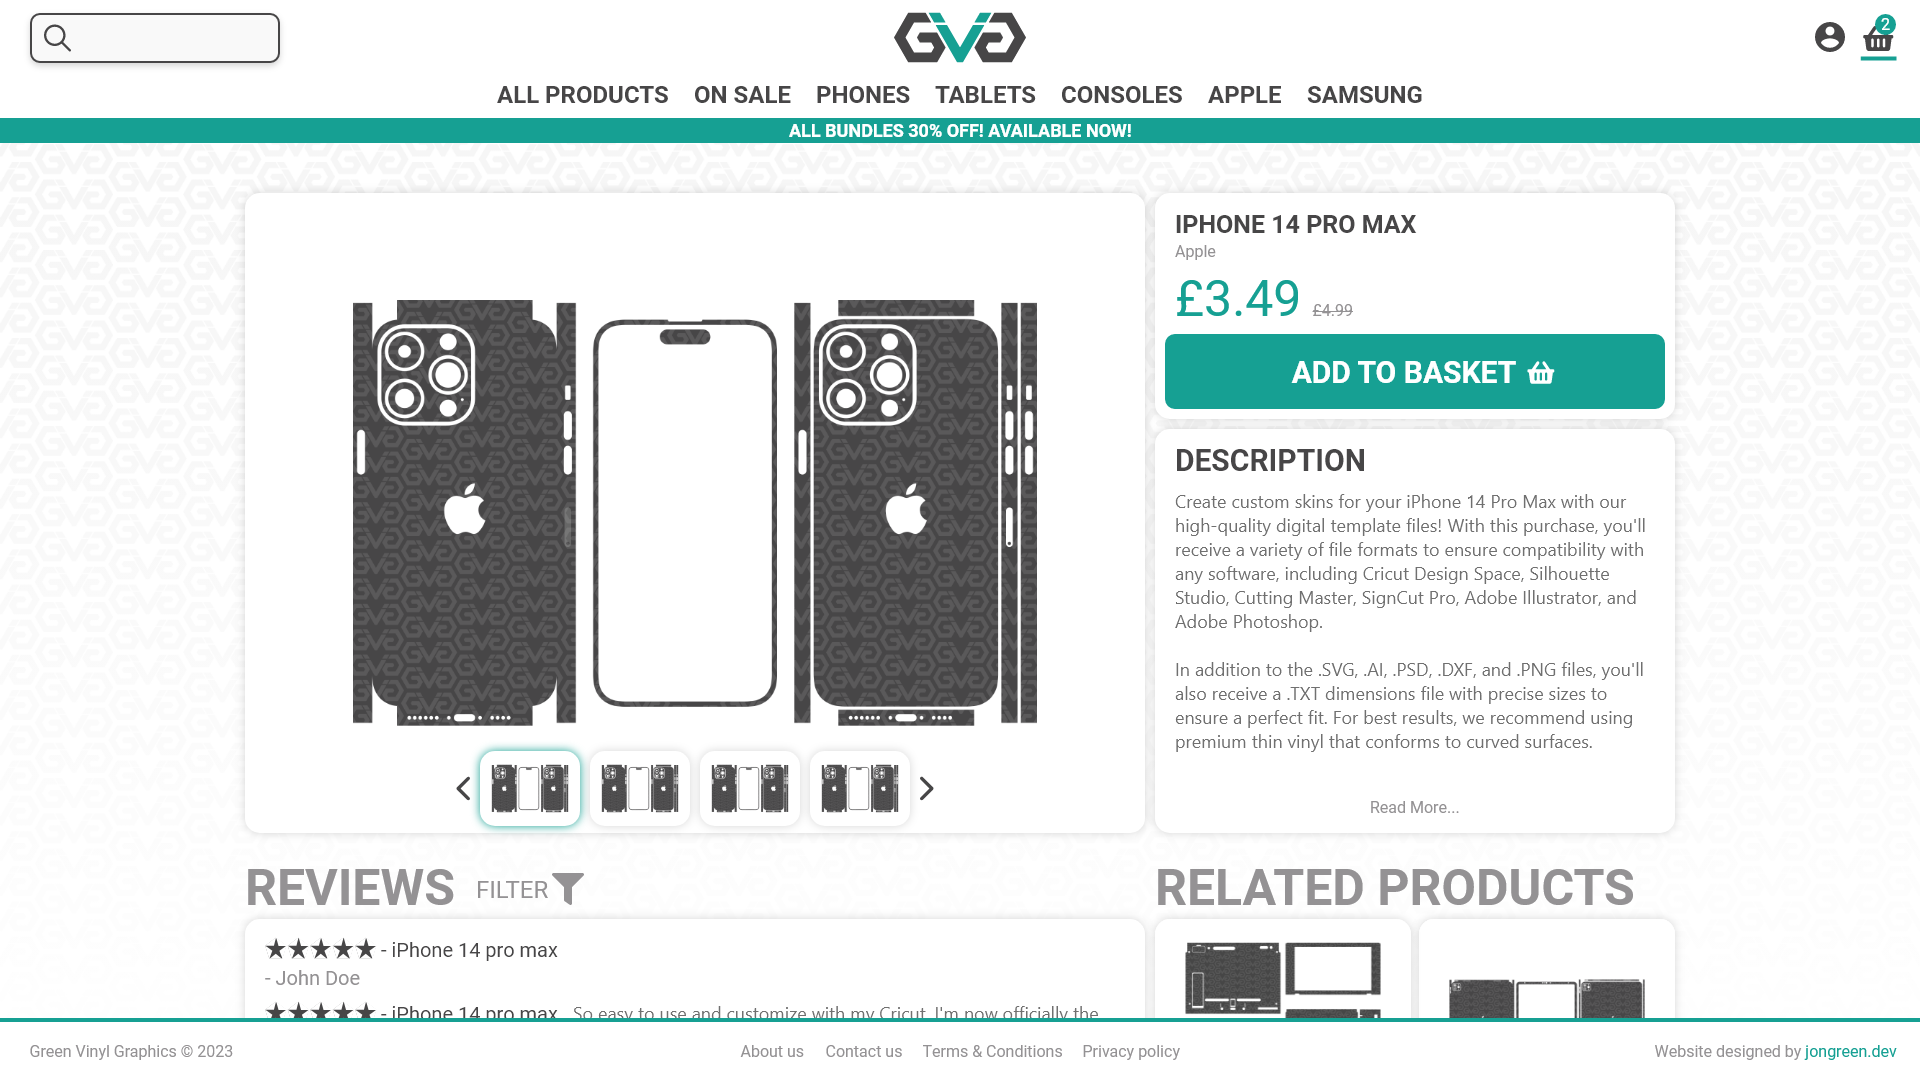 GVG
2
ALL PRODUCTS ON SALE PHONES TABLETS CONSOLES APPLE SAMSUNG
ALL BUNDLES 30% OFF! AVAILABLE NOW!
IPHONE 14 PRO MAX
Apple
£3.49 £4.99
ADD TO BASKET
DESCRIPTION
Create custom skins for your iPhone 14 Pro Max with our
high-quality digital template files! With this purchase, you'll
receive a variety of file formats to ensure compatibility with
any software, including Cricut Design Space, Silhouette
Studio, Cutting Master, SignCut Pro, Adobe Illustrator, and
Adobe Photoshop.
In addition to the .SVG, .AI, .PSD, .DXF, and .PNG files, you'll
also receive a .TXT dimensions file with precise sizes to
ensure a perfect fit. For best results, we recommend using
premium thin vinyl that conforms to curved surfaces.
Read More...
REVIEWS FILTER
★★★★★ - iPhone 14 pro max
- John Doe
★★★★★ - iPhone 14 pro max So easy to use and customize with my Cricut. I'm now officially the
RELATED PRODUCTS
Green Vinyl Graphics © 2023
About us Contact us Terms & Conditions Privacy policy
Website designed by jongreen.dev